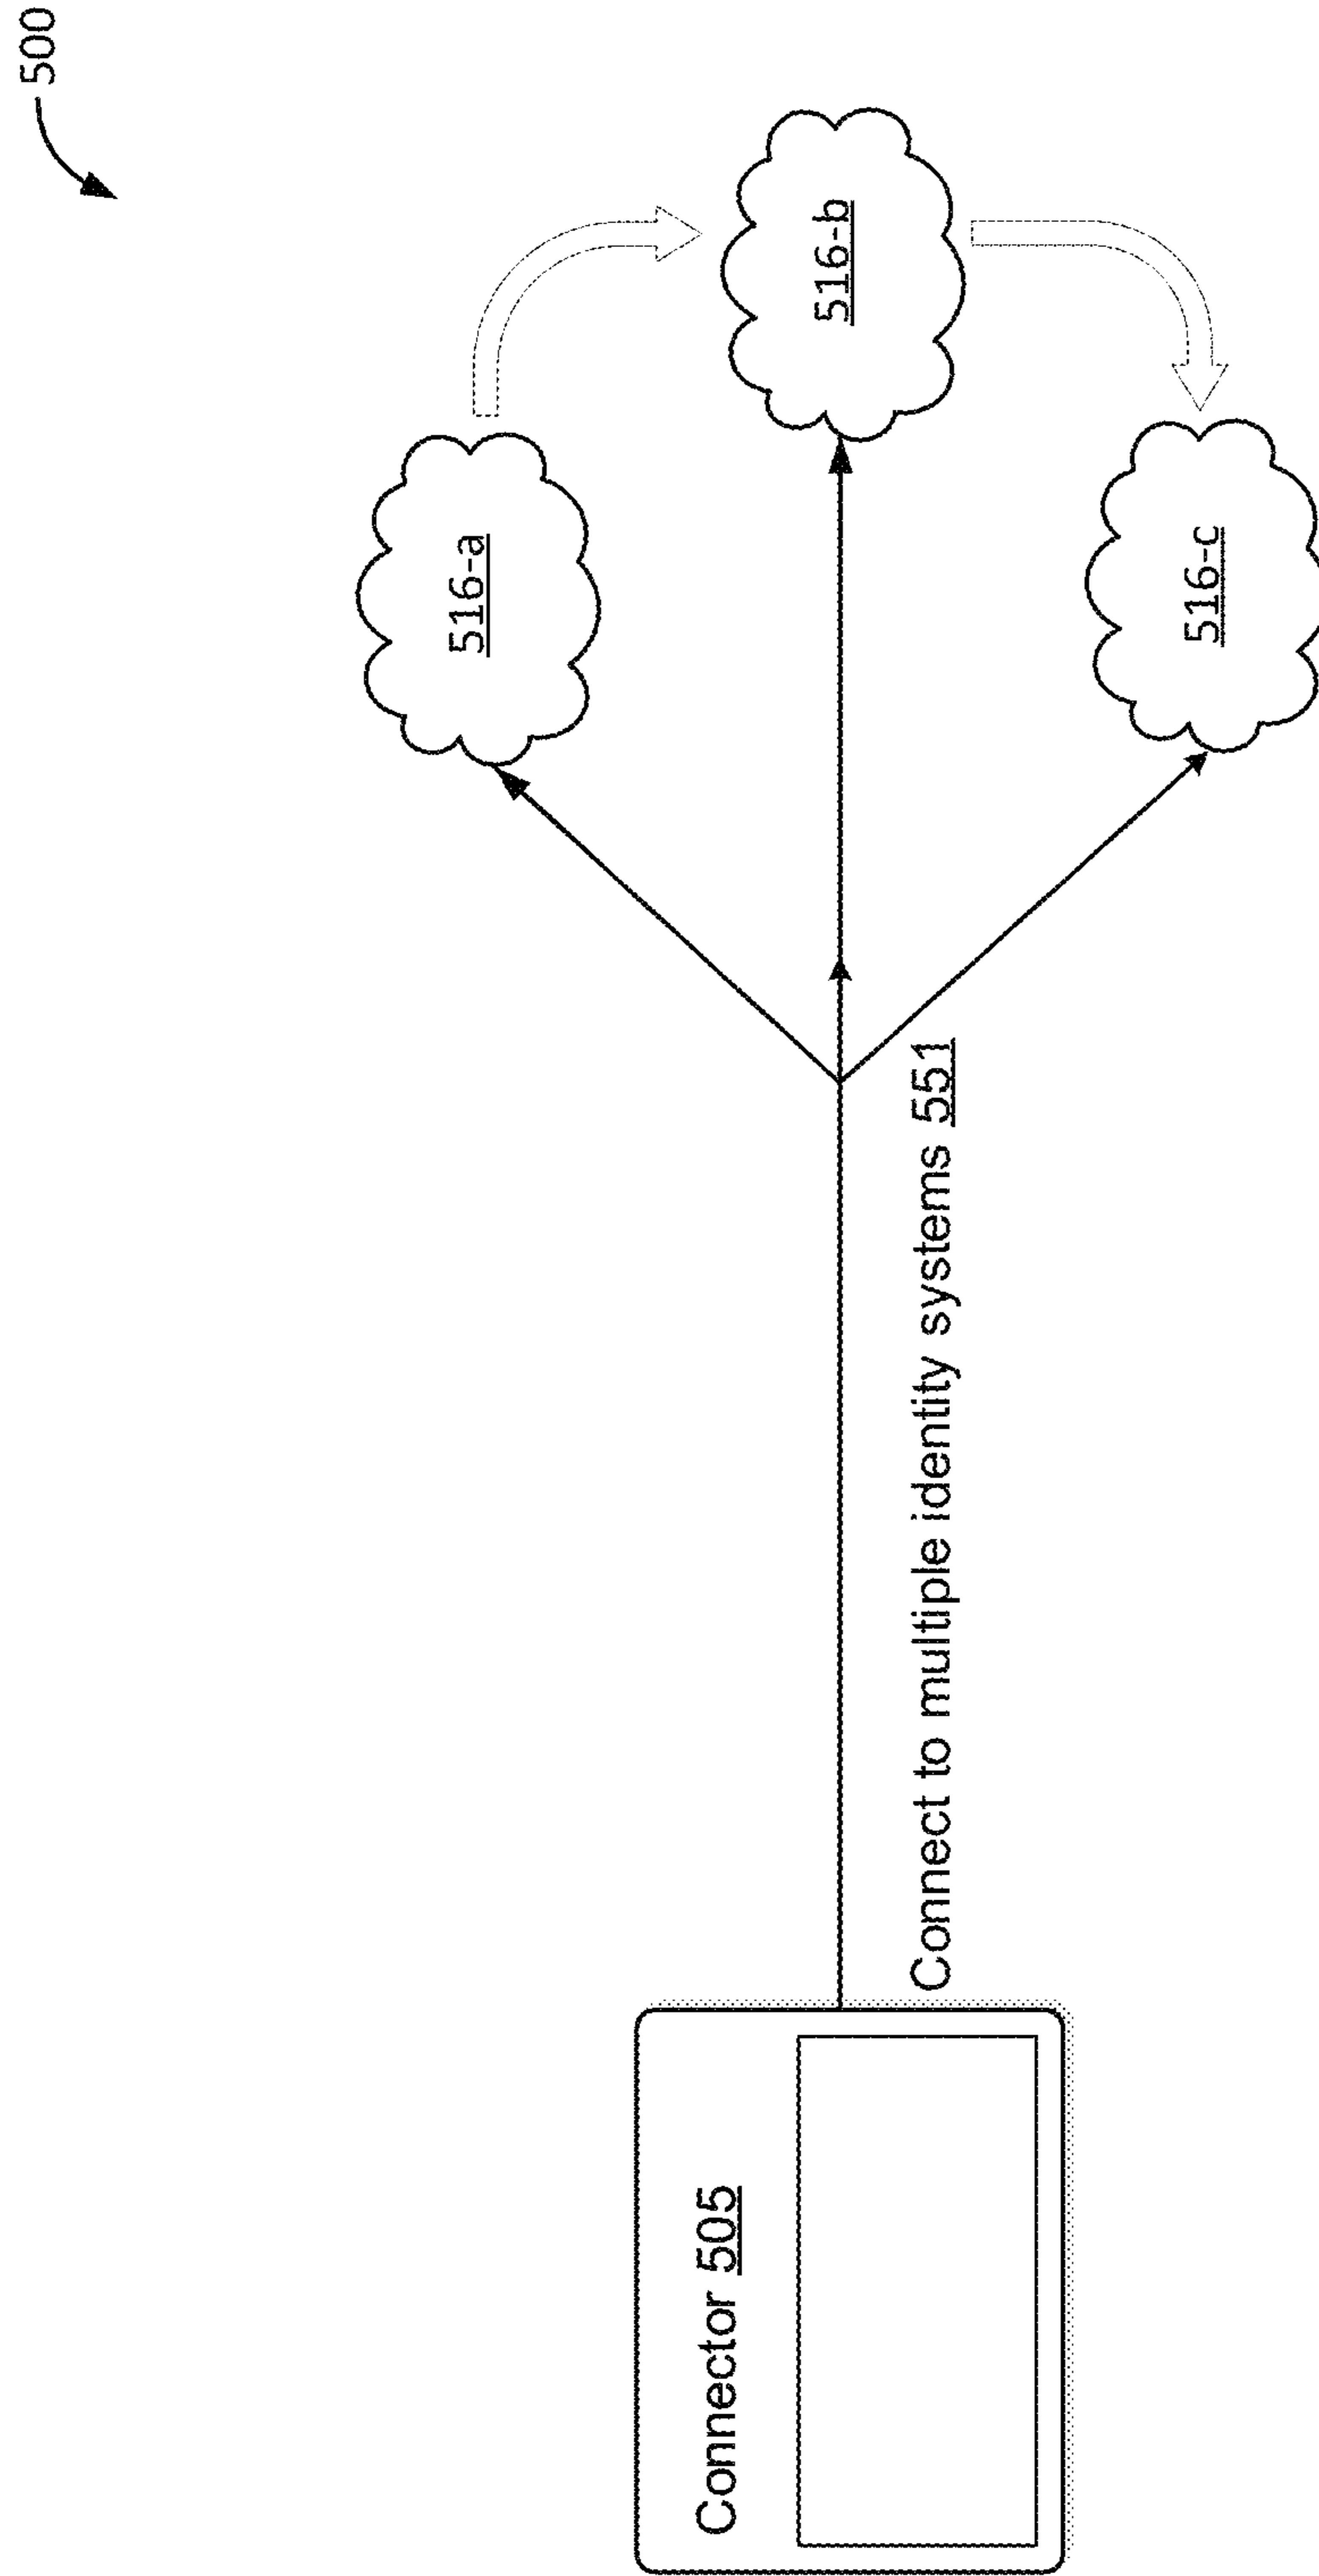 500
516-a
516-b
516-c
Connect to multiple identity systems 551
Connector 505